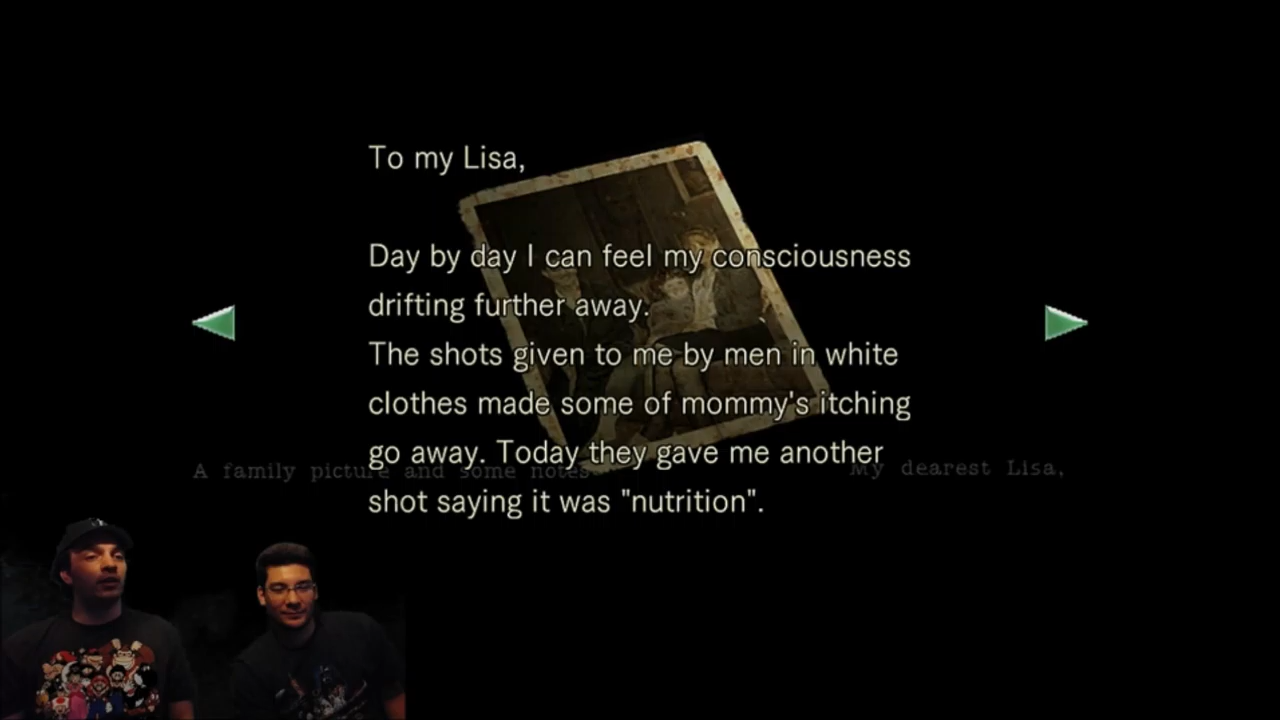 To my Lisa,
Day by day I can feel my consciousness
drifting further away.
The shots given to me by men in white
clothes made some of mommy's itching
go away. Today they gave me another
shot saying it was "nutrition".
A family picture and some notes
My dearest Lisa,